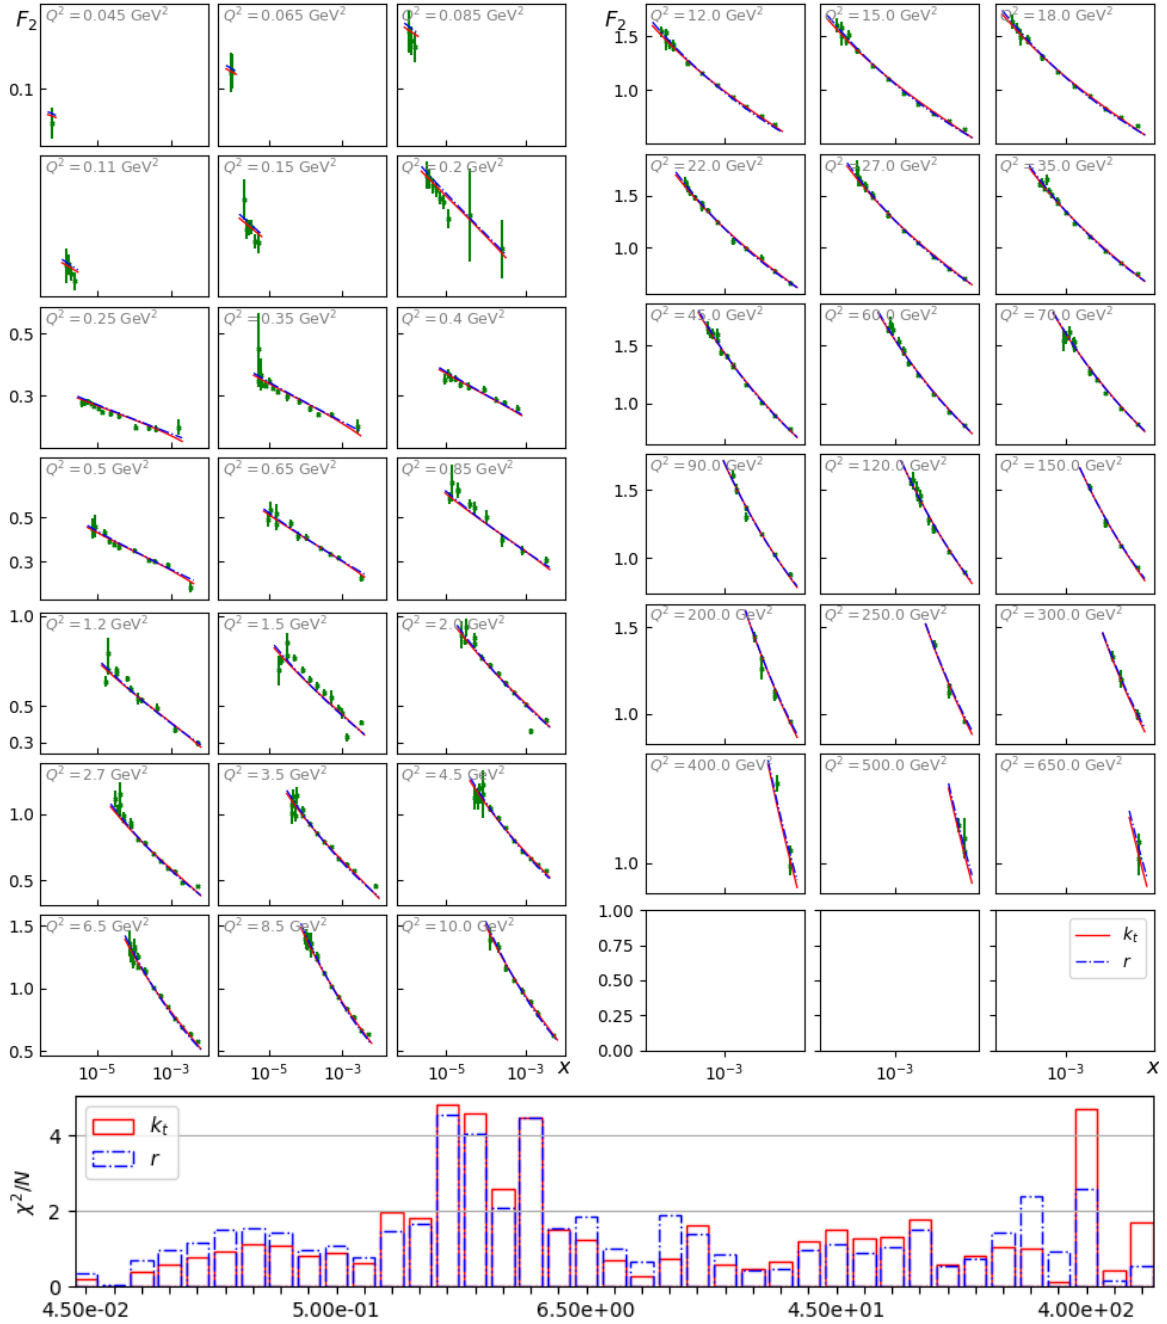 F₂
Q² = 0.045 GeV²
Q² = 0.065 GeV²
Q² = 0.085 GeV²
0.1
Q² = 0.11 GeV²
Q² = 0.15 GeV²
Q² = 0.2 GeV²
Q² = 0.25 GeV²
Q² = 0.35 GeV²
Q² = 0.4 GeV²
0.5
0.3
Q² = 0.5 GeV²
Q² = 0.65 GeV²
Q² = 0.85 GeV²
0.5
0.3
Q² = 1.2 GeV²
Q² = 1.5 GeV²
Q² = 2.0 GeV²
1.0
0.5
0.3
Q² = 2.7 GeV²
Q² = 3.5 GeV²
Q² = 4.5 GeV²
1.0
0.5
Q² = 6.5 GeV²
Q² = 8.5 GeV²
Q² = 10.0 GeV²
1.5
1.0
0.5
10⁻⁵ 10⁻³ 10⁻⁵ 10⁻³ 10⁻⁵ 10⁻³ x
F₂
Q² = 12.0 GeV²
Q² = 15.0 GeV²
Q² = 18.0 GeV²
1.5
1.0
Q² = 22.0 GeV²
Q² = 27.0 GeV²
Q² = 35.0 GeV²
1.5
1.0
Q² = 45.0 GeV²
Q² = 60.0 GeV²
Q² = 70.0 GeV²
1.5
1.0
Q² = 90.0 GeV²
Q² = 120.0 GeV²
Q² = 150.0 GeV²
1.5
1.0
Q² = 200.0 GeV²
Q² = 250.0 GeV²
Q² = 300.0 GeV²
1.5
1.0
Q² = 400.0 GeV²
Q² = 500.0 GeV²
Q² = 650.0 GeV²
1.0
1.00
0.75
0.50
0.25
0.00
kₜ
r
10⁻³ 10⁻³ 10⁻³
χ²/N
4
2
0
kₜ
r
4.50e-02 5.00e-01 6.50e+00 4.50e+01 4.00e+02